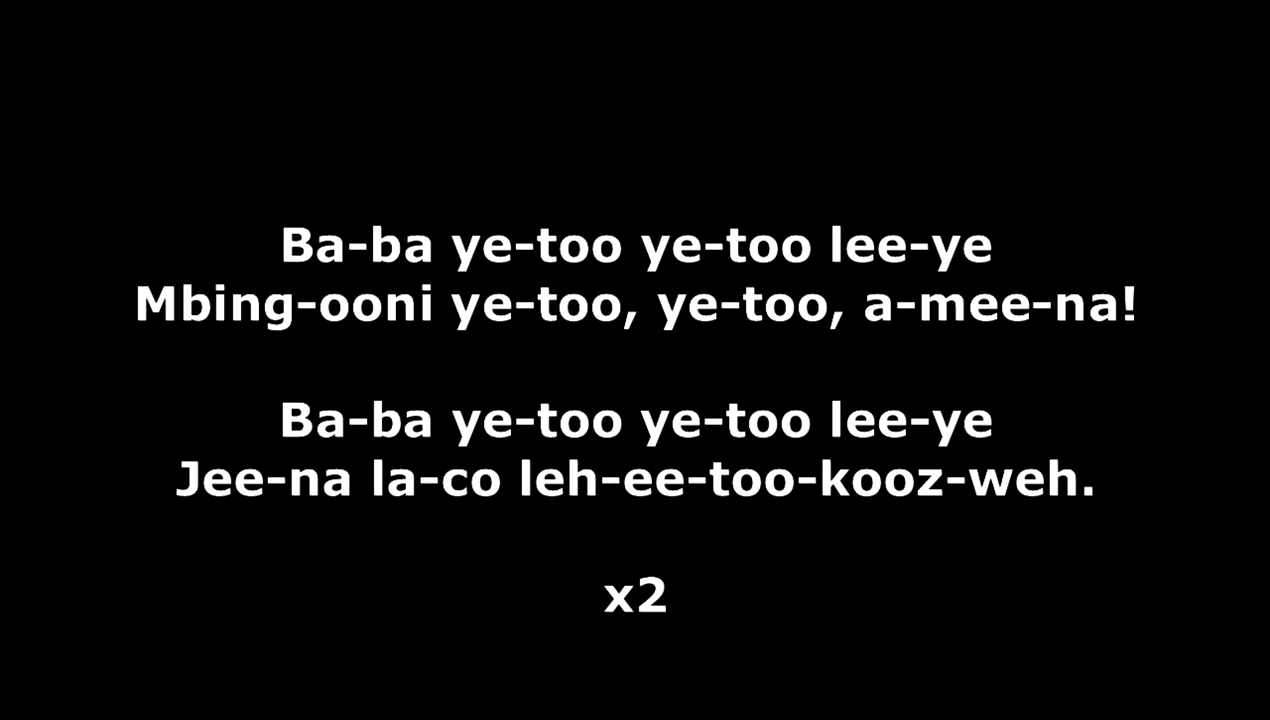 Ba-ba ye-too ye-too lee-ye
Mbing-ooni ye-too, ye-too, a-mee-na!
Ba-ba ye-too ye-too lee-ye
Jee-na la-co leh-ee-too-kooz-weh.
x2